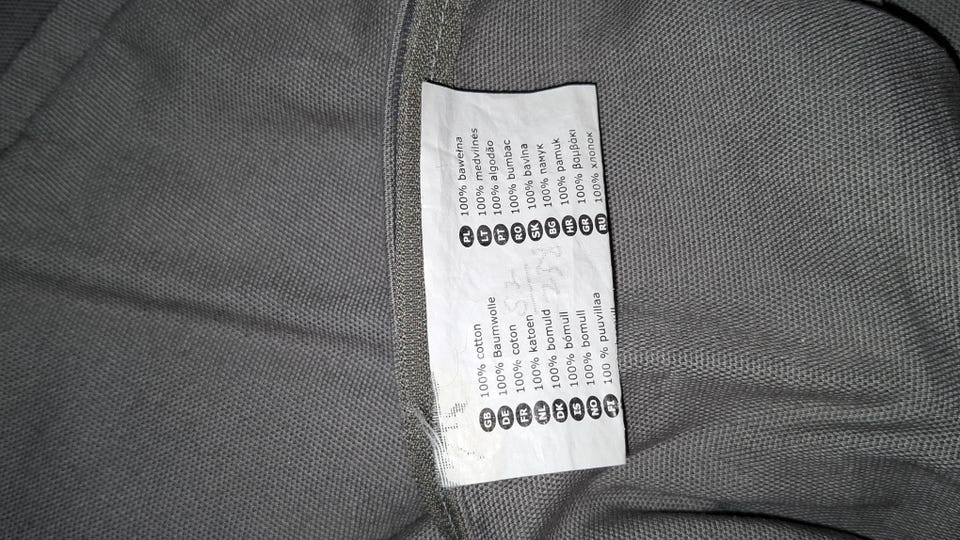 GB 100% cotton
DE 100% Baumwolle
FR 100% coton
NL 100% katoen
DK 100% bomuld
IS 100% bómull
NO 100% bomull
FI 100 % puuvillaa
PL 100% bawełna
LT 100% medvilnės
PT 100% algodão
RO 100% bumbac
SK 100% bavlna
BG 100% памук
HR 100% pamuk
GR 100% βαμβάκι
RU 100% хлопок